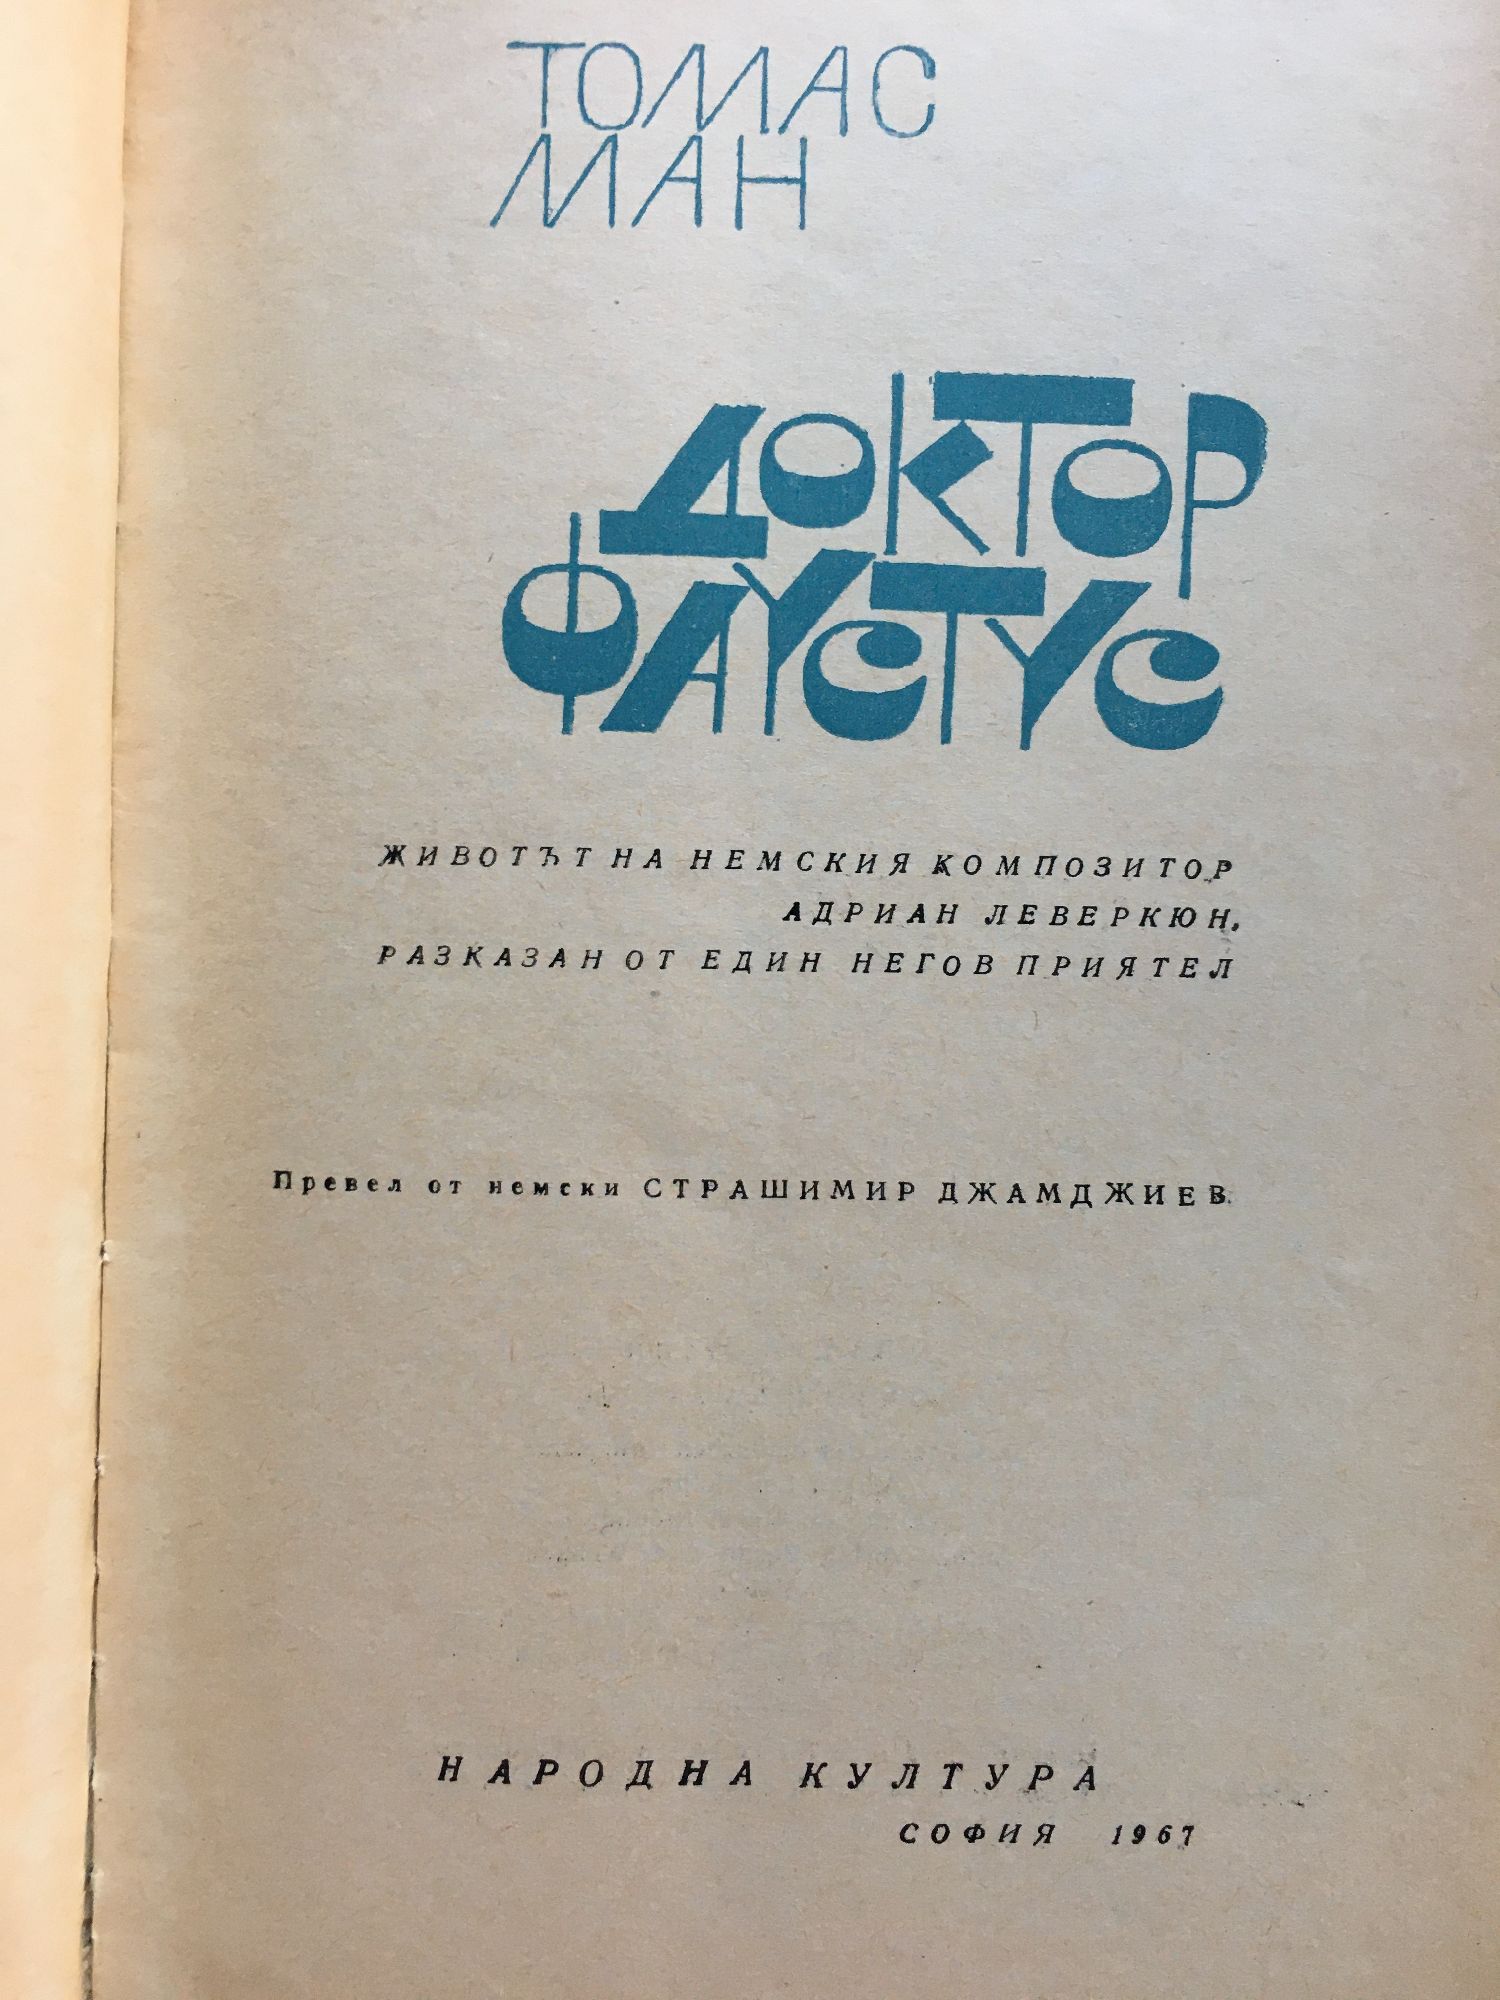 ТОМАС
МАН
ДОКТОР
ФАУСТУС
ЖИВОТЪТ НА НЕМСКИЯ КОМПОЗИТОР
АДРИАН ЛЕВЕРКЮН,
РАЗКАЗАН ОТ ЕДИН НЕГОВ ПРИЯТЕЛ
Превел от немски СТРАШИМИР ДЖАМДЖИЕВ
НАРОДНА КУЛТУРА
СОФИЯ 1967